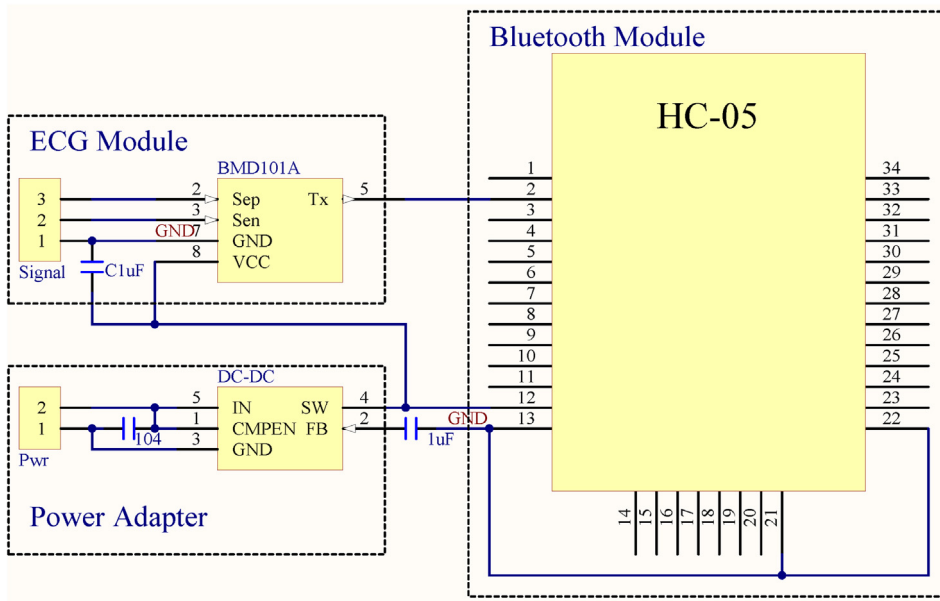 Bluetooth Module
HC-05
1
2
3
4
5
6
7
8
9
10
11
12
13
34
33
32
31
30
29
28
27
26
25
24
23
22
14
15
16
17
18
19
20
21
ECG Module
BMD101A
3
2
1
Signal
2
3
GND
7
8
Sep
Sen
GND
VCC
Tx
5
C1uF
DC-DC
2
1
Pwr
5
1
3
104
IN
CMPEN
GND
SW
FB
4
2
1uF
GND
Power Adapter